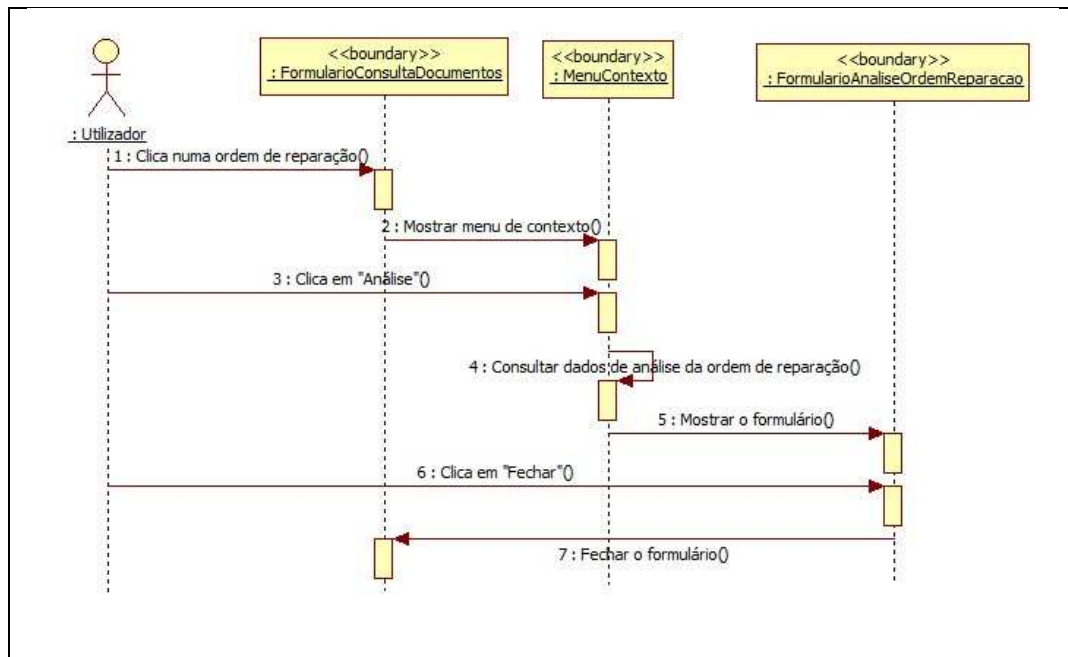 <<boundary>>
: FormularioConsultaDocumentos
<<boundary>>
: MenuContexto
<<boundary>>
: FormularioAnaliseOrdemReparacao
: Utilizador
1 : Clica numa ordem de reparação()
2 : Mostrar menu de contexto()
3 : Clica em "Análise"()
4 : Consultar dados de análise da ordem de reparação()
5 : Mostrar o formulário()
6 : Clica em "Fechar"()
7 : Fechar o formulário()